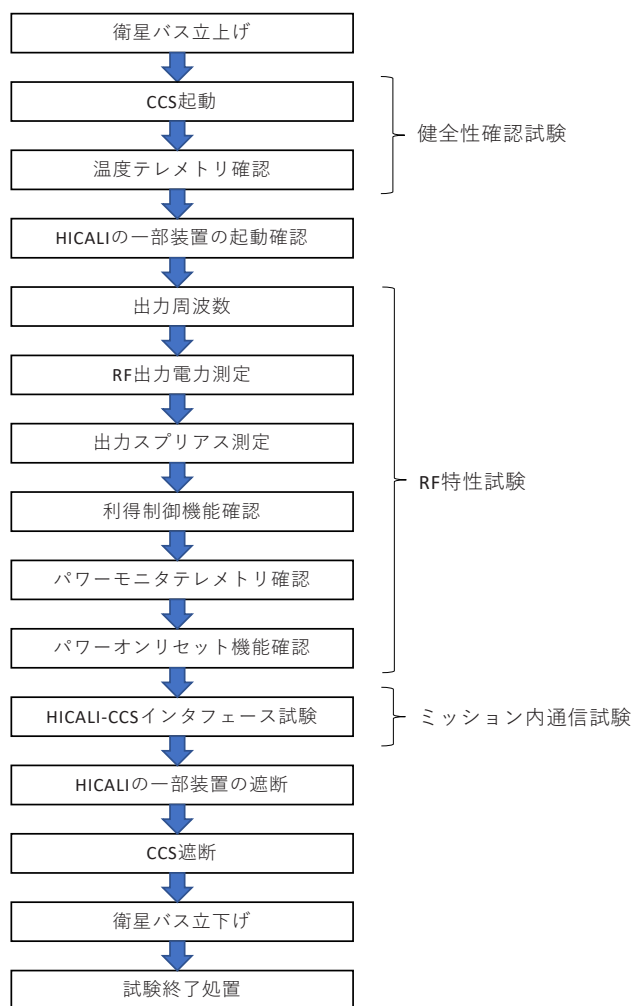 衛星バス立上げ
CCS起動
温度テレメトリ確認
健全性確認試験
HICALIの一部装置の起動確認
出力周波数
RF出力電力測定
出力スプリアス測定
利得制御機能確認
パワーモニタテレメトリ確認
パワーオンリセット機能確認
RF特性試験
HICALI-CCSインタフェース試験
ミッション内通信試験
HICALIの一部装置の遮断
CCS遮断
衛星バス立下げ
試験終了処置